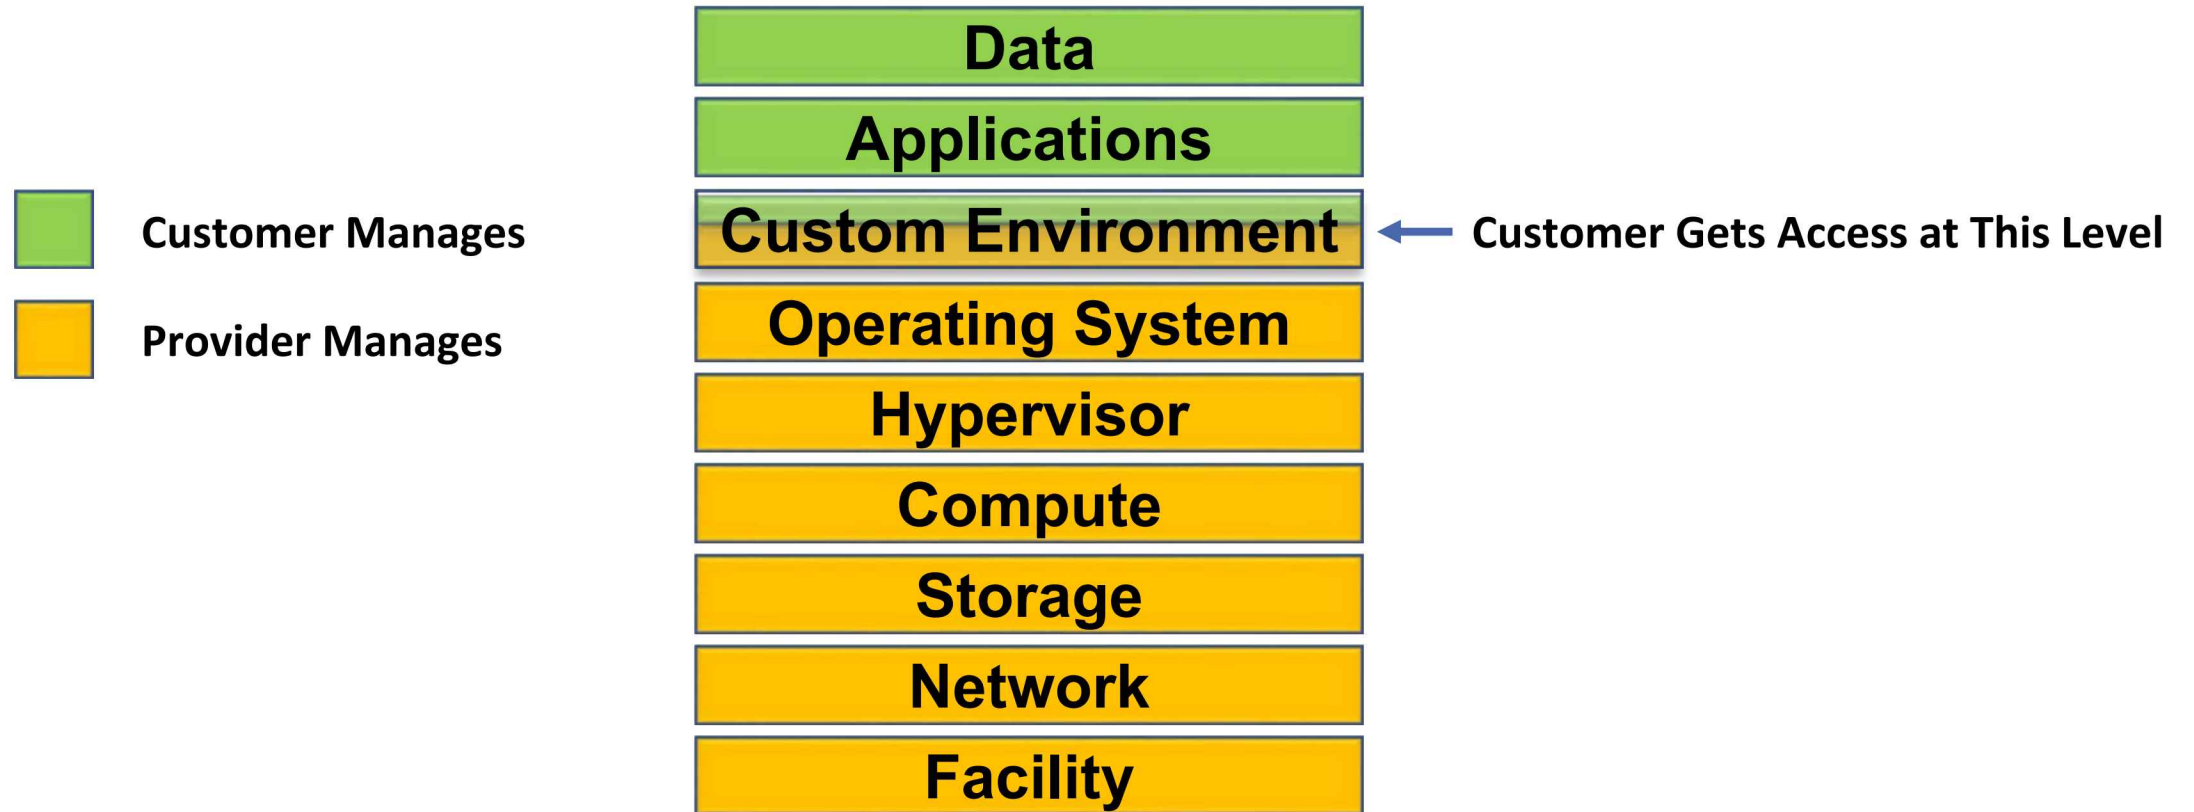 Data
Applications
Customer Manages
Custom Environment
Customer Gets Access at This Level
Operating System
Provider Manages
Hypervisor
Compute
Storage
Network
Facility